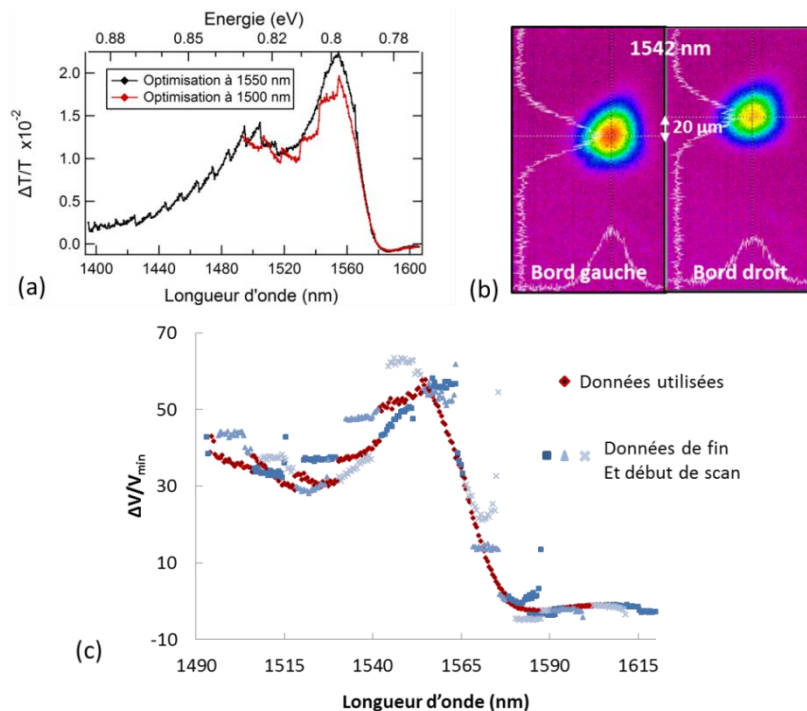 Energie (eV)
0.88 0.85 0.82 0.8 0.78
2.0
1.5
1.0
0.5
0.0
ΔT/T x10-2
Optimisation à 1550 nm
Optimisation à 1500 nm
1400 1440 1480 1520 1560 1600
Longueur d'onde (nm)
(a)
1542 nm
20 µm
Bord gauche
Bord droit
(b)
70
50
30
10
-10
ΔV/Vmin
Données utilisées
Données de fin
Et début de scan
1490 1515 1540 1565 1590 1615
Longueur d’onde (nm)
(c)